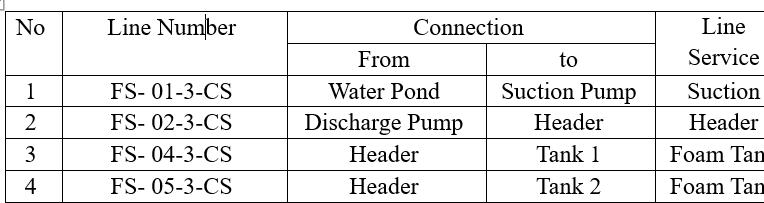 No Line Number Connection Line Service
From to
1 FS- 01-3-CS Water Pond Suction Pump Suction
2 FS- 02-3-CS Discharge Pump Header Header
3 FS- 04-3-CS Header Tank 1 Foam
4 FS- 05-3-CS Header Tank 2 Foam